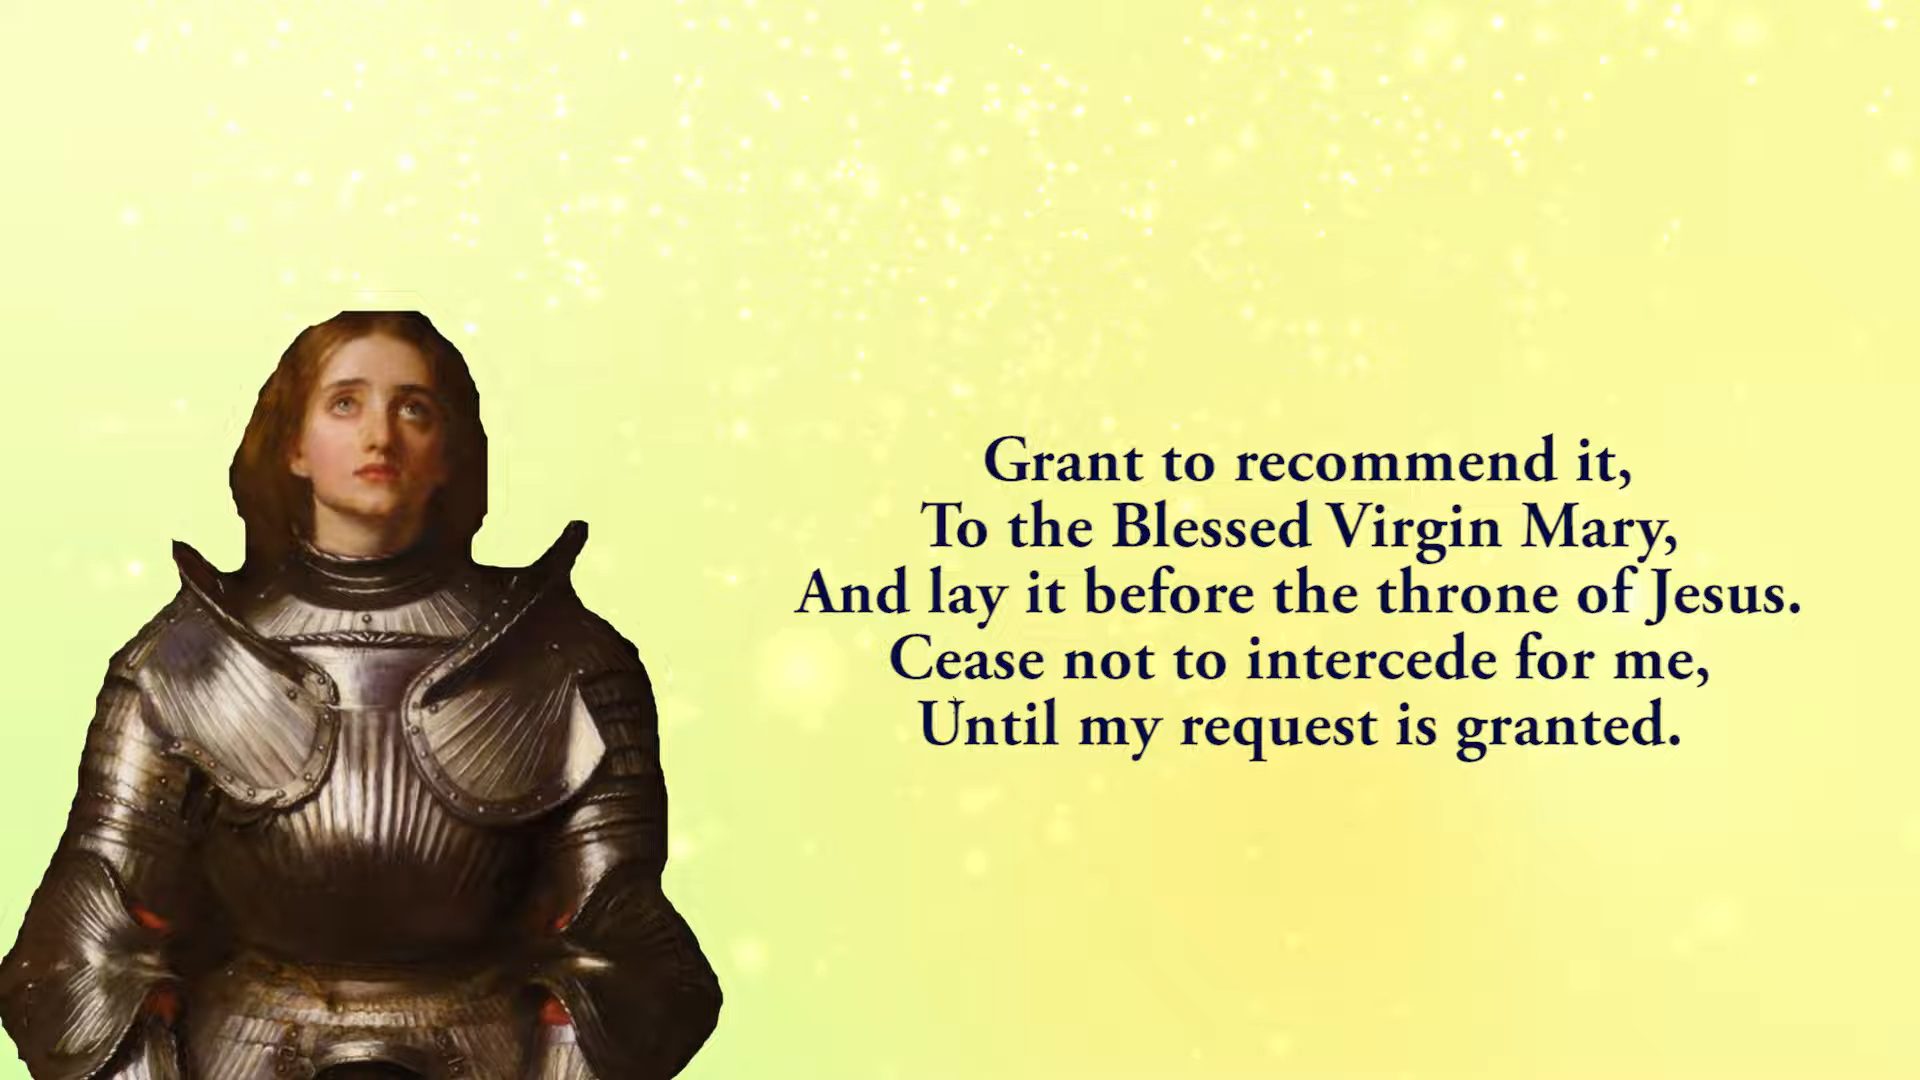 Grant to recommend it,
To the Blessed Virgin Mary,
And lay it before the throne of Jesus.
Cease not to intercede for me,
Until my request is granted.